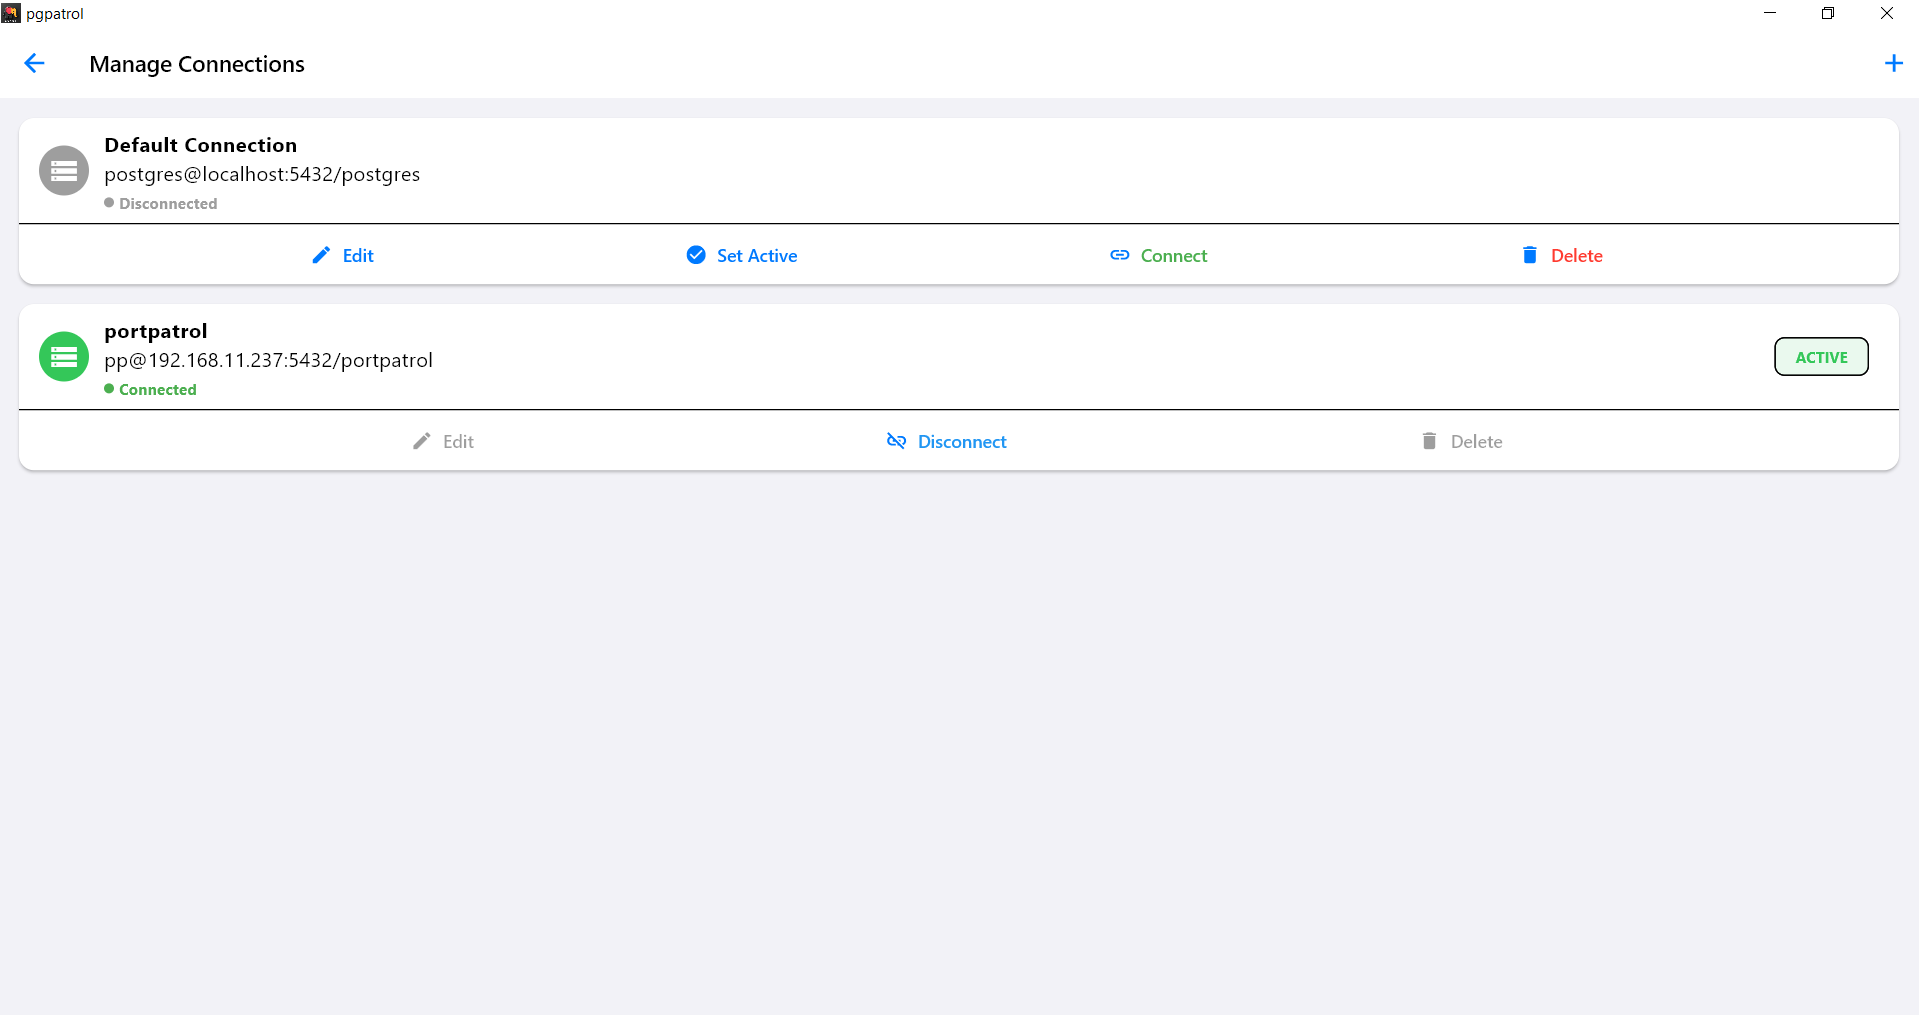 pgpatrol
Manage Connections
Default Connection
postgres@localhost:5432/postgres
Disconnected
Edit
Set Active
Connect
Delete
portpatrol
pp@192.168.11.237:5432/portpatrol
Connected
ACTIVE
Edit
Disconnect
Delete